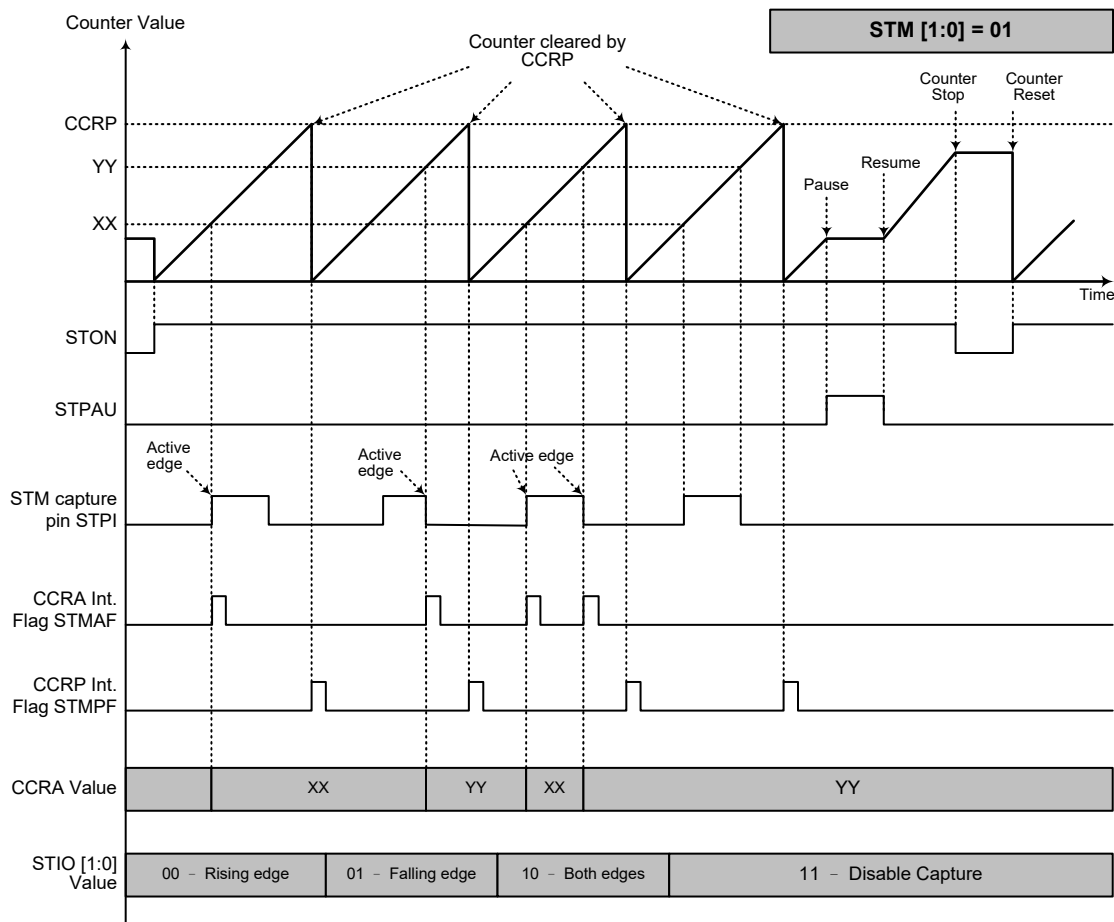 Counter Value
STM [1:0] = 01
Counter cleared by
CCRP
Counter
Stop
Counter
Reset
CCRP
YY
XX
Pause
Resume
Time
STON
STPAU
Active
edge
Active
edge
Active edge
STM capture
pin STPI
CCRA Int.
Flag STMAF
CCRP Int.
Flag STMPF
CCRA Value
XX
YY
XX
YY
STIO [1:0]
Value
00 – Rising edge
01 – Falling edge
10 – Both edges
11 – Disable Capture